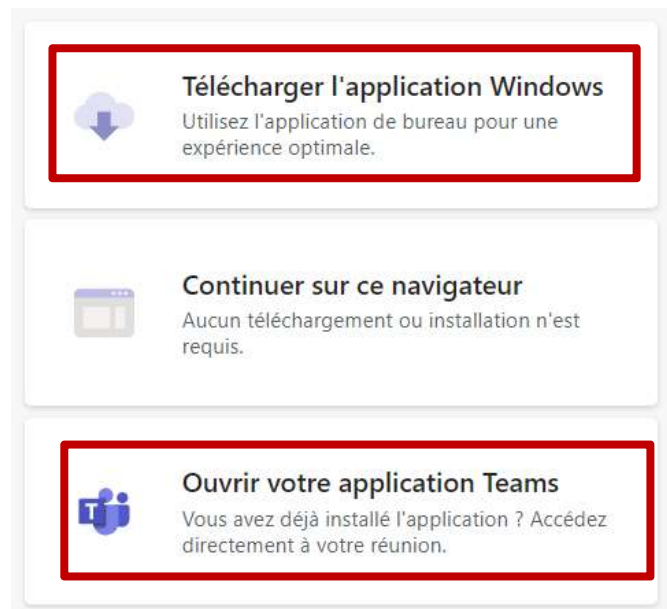 Télécharger l'application Windows
Utilisez l'application de bureau pour une
expérience optimale.
Continuer sur ce navigateur
Aucun téléchargement ou installation n'est
requis.
Ouvrir votre application Teams
Vous avez déjà installé l'application ? Accédez
directement à votre réunion.